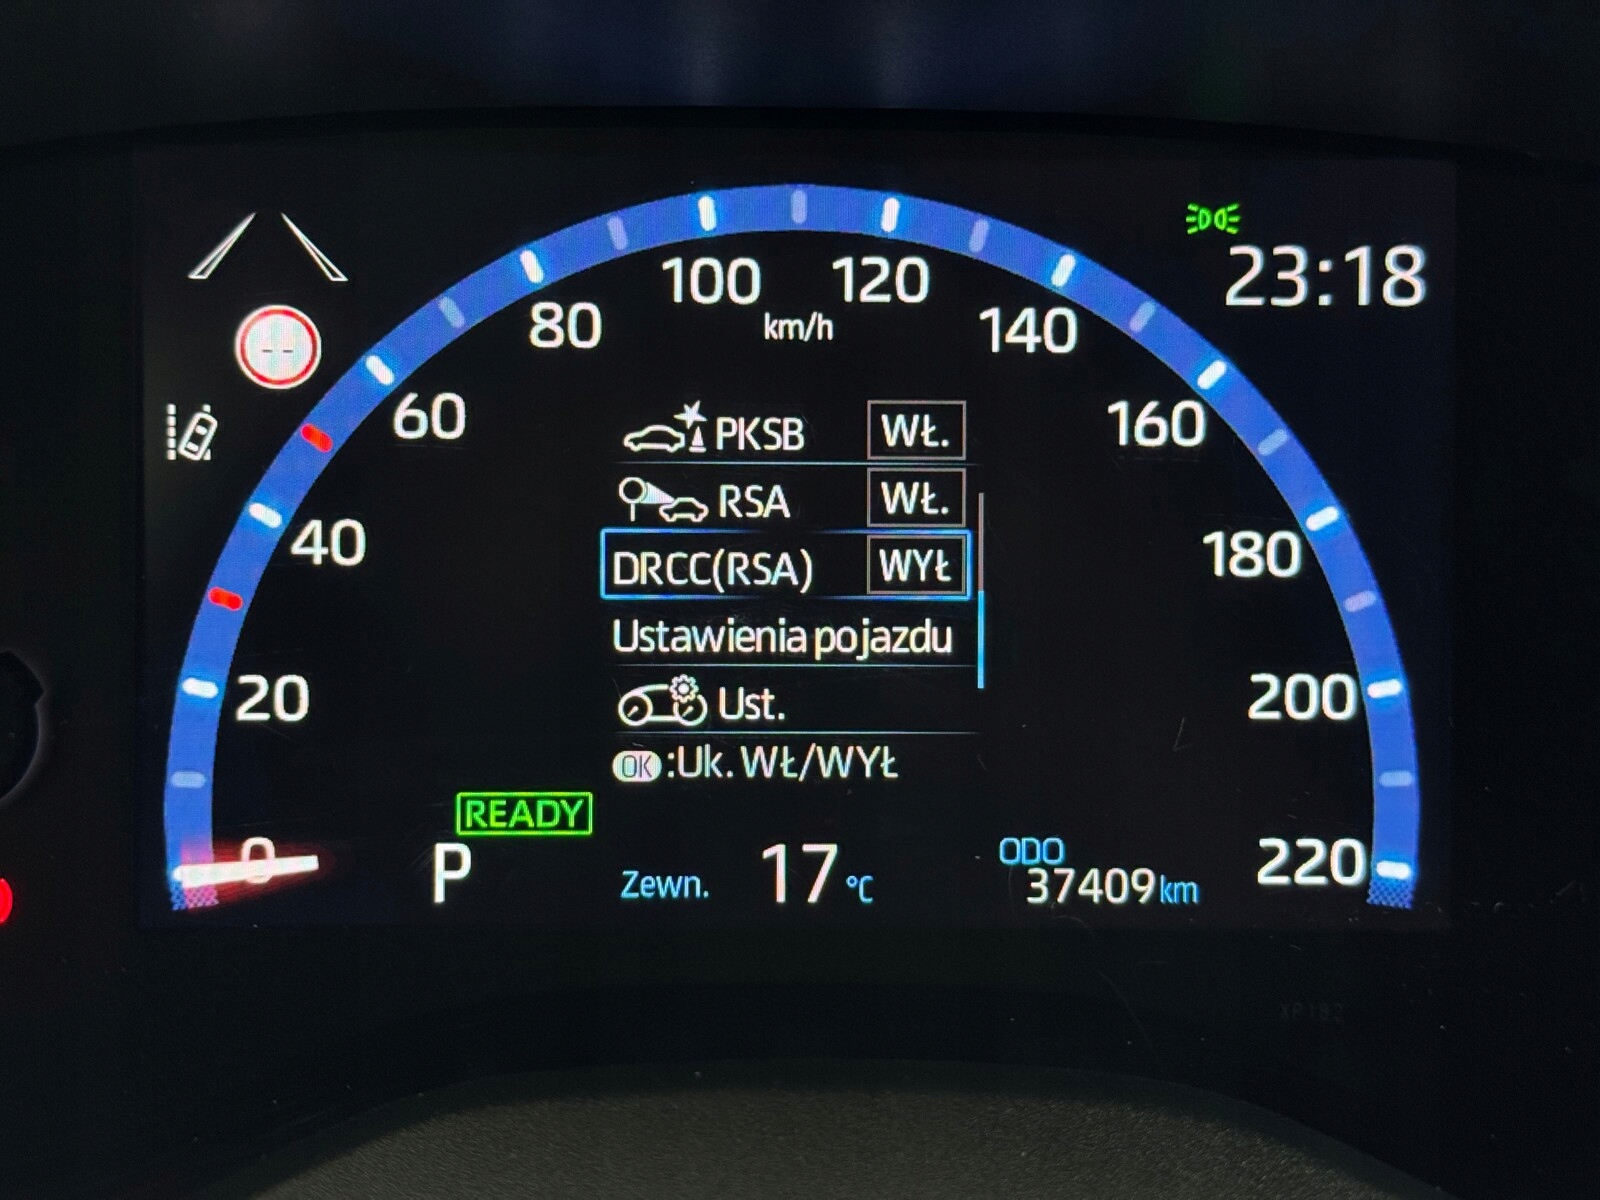 23:18
100
120
80
km/h
140
- -
60
160
PKSB WŁ.
RSA WŁ.
40
180
DRCC(RSA) WYŁ
Ustawienia pojazdu
20
200
Ust.
OK :Uk. WŁ/WYŁ
READY
0
220
P
Zewn. 17 °C
ODO
37409 km
XP182